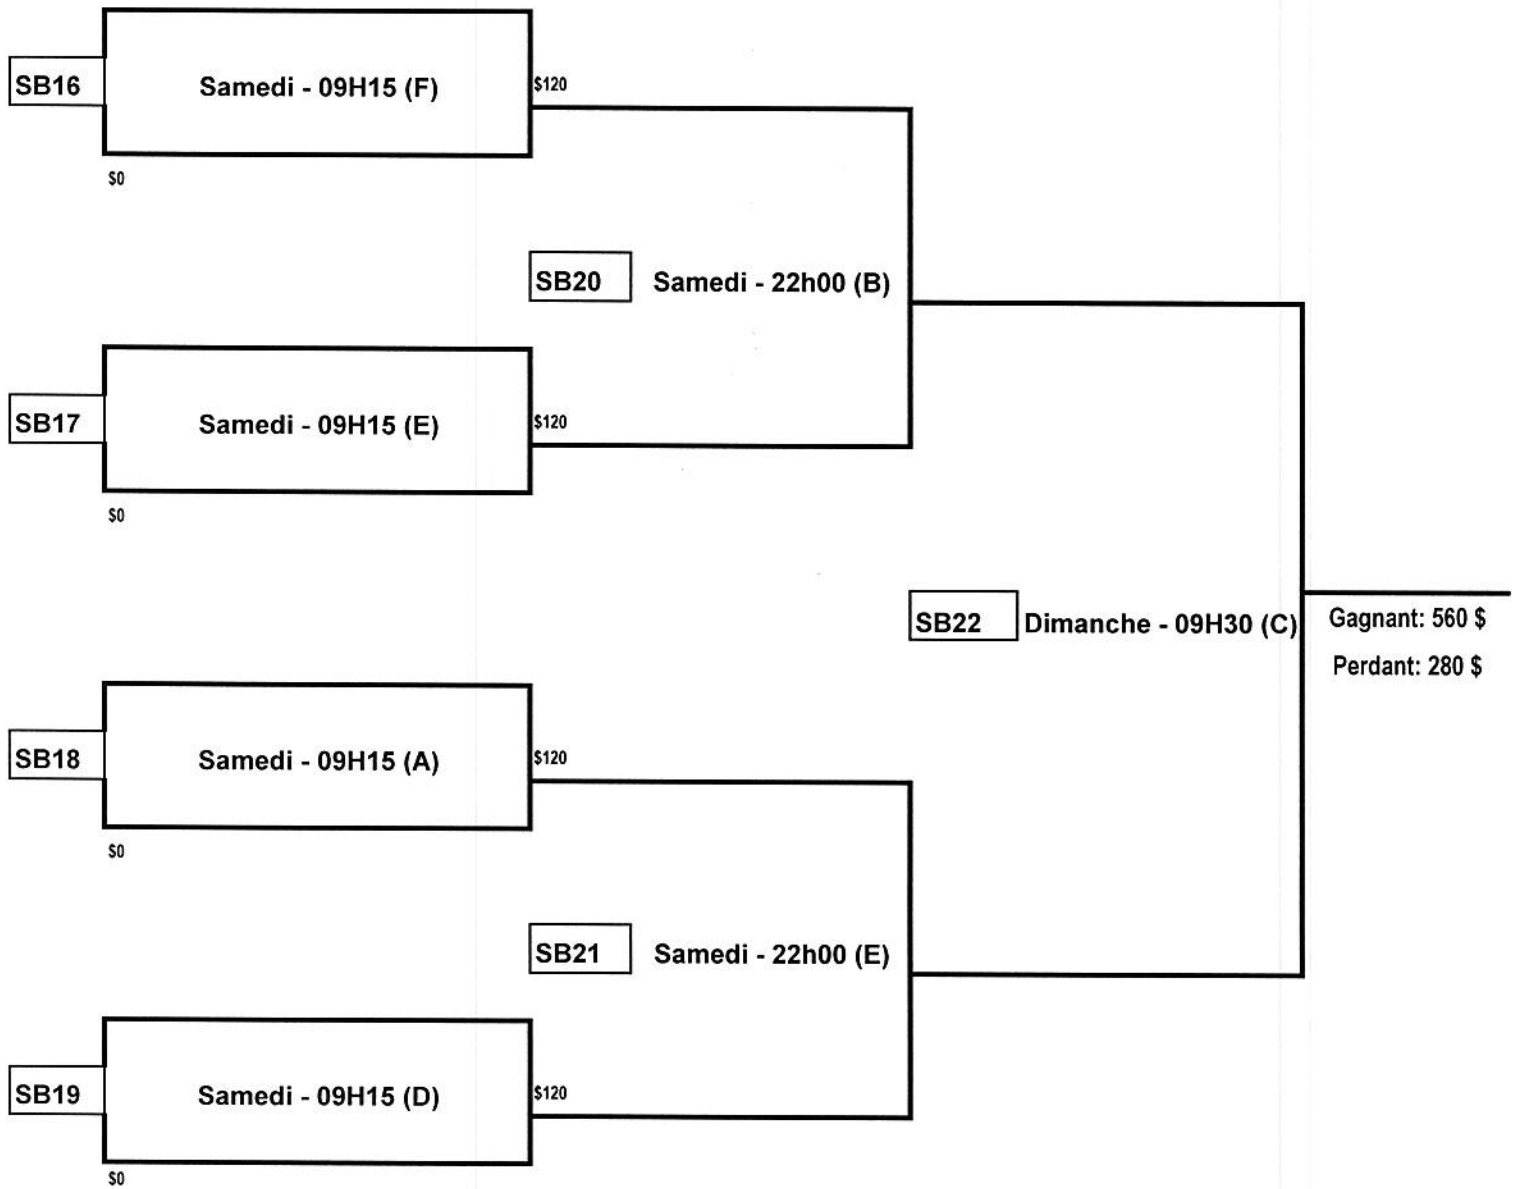 SB16 Samedi - 09H15 (F) $120
$0
SB20 Samedi - 22h00 (B)
SB17 Samedi - 09H15 (E) $120
$0
SB22 Dimanche - 09H30 (C) Gagnant: 560 $
Perdant: 280 $
SB18 Samedi - 09H15 (A) $120
$0
SB21 Samedi - 22h00 (E)
SB19 Samedi - 09H15 (D) $120
$0